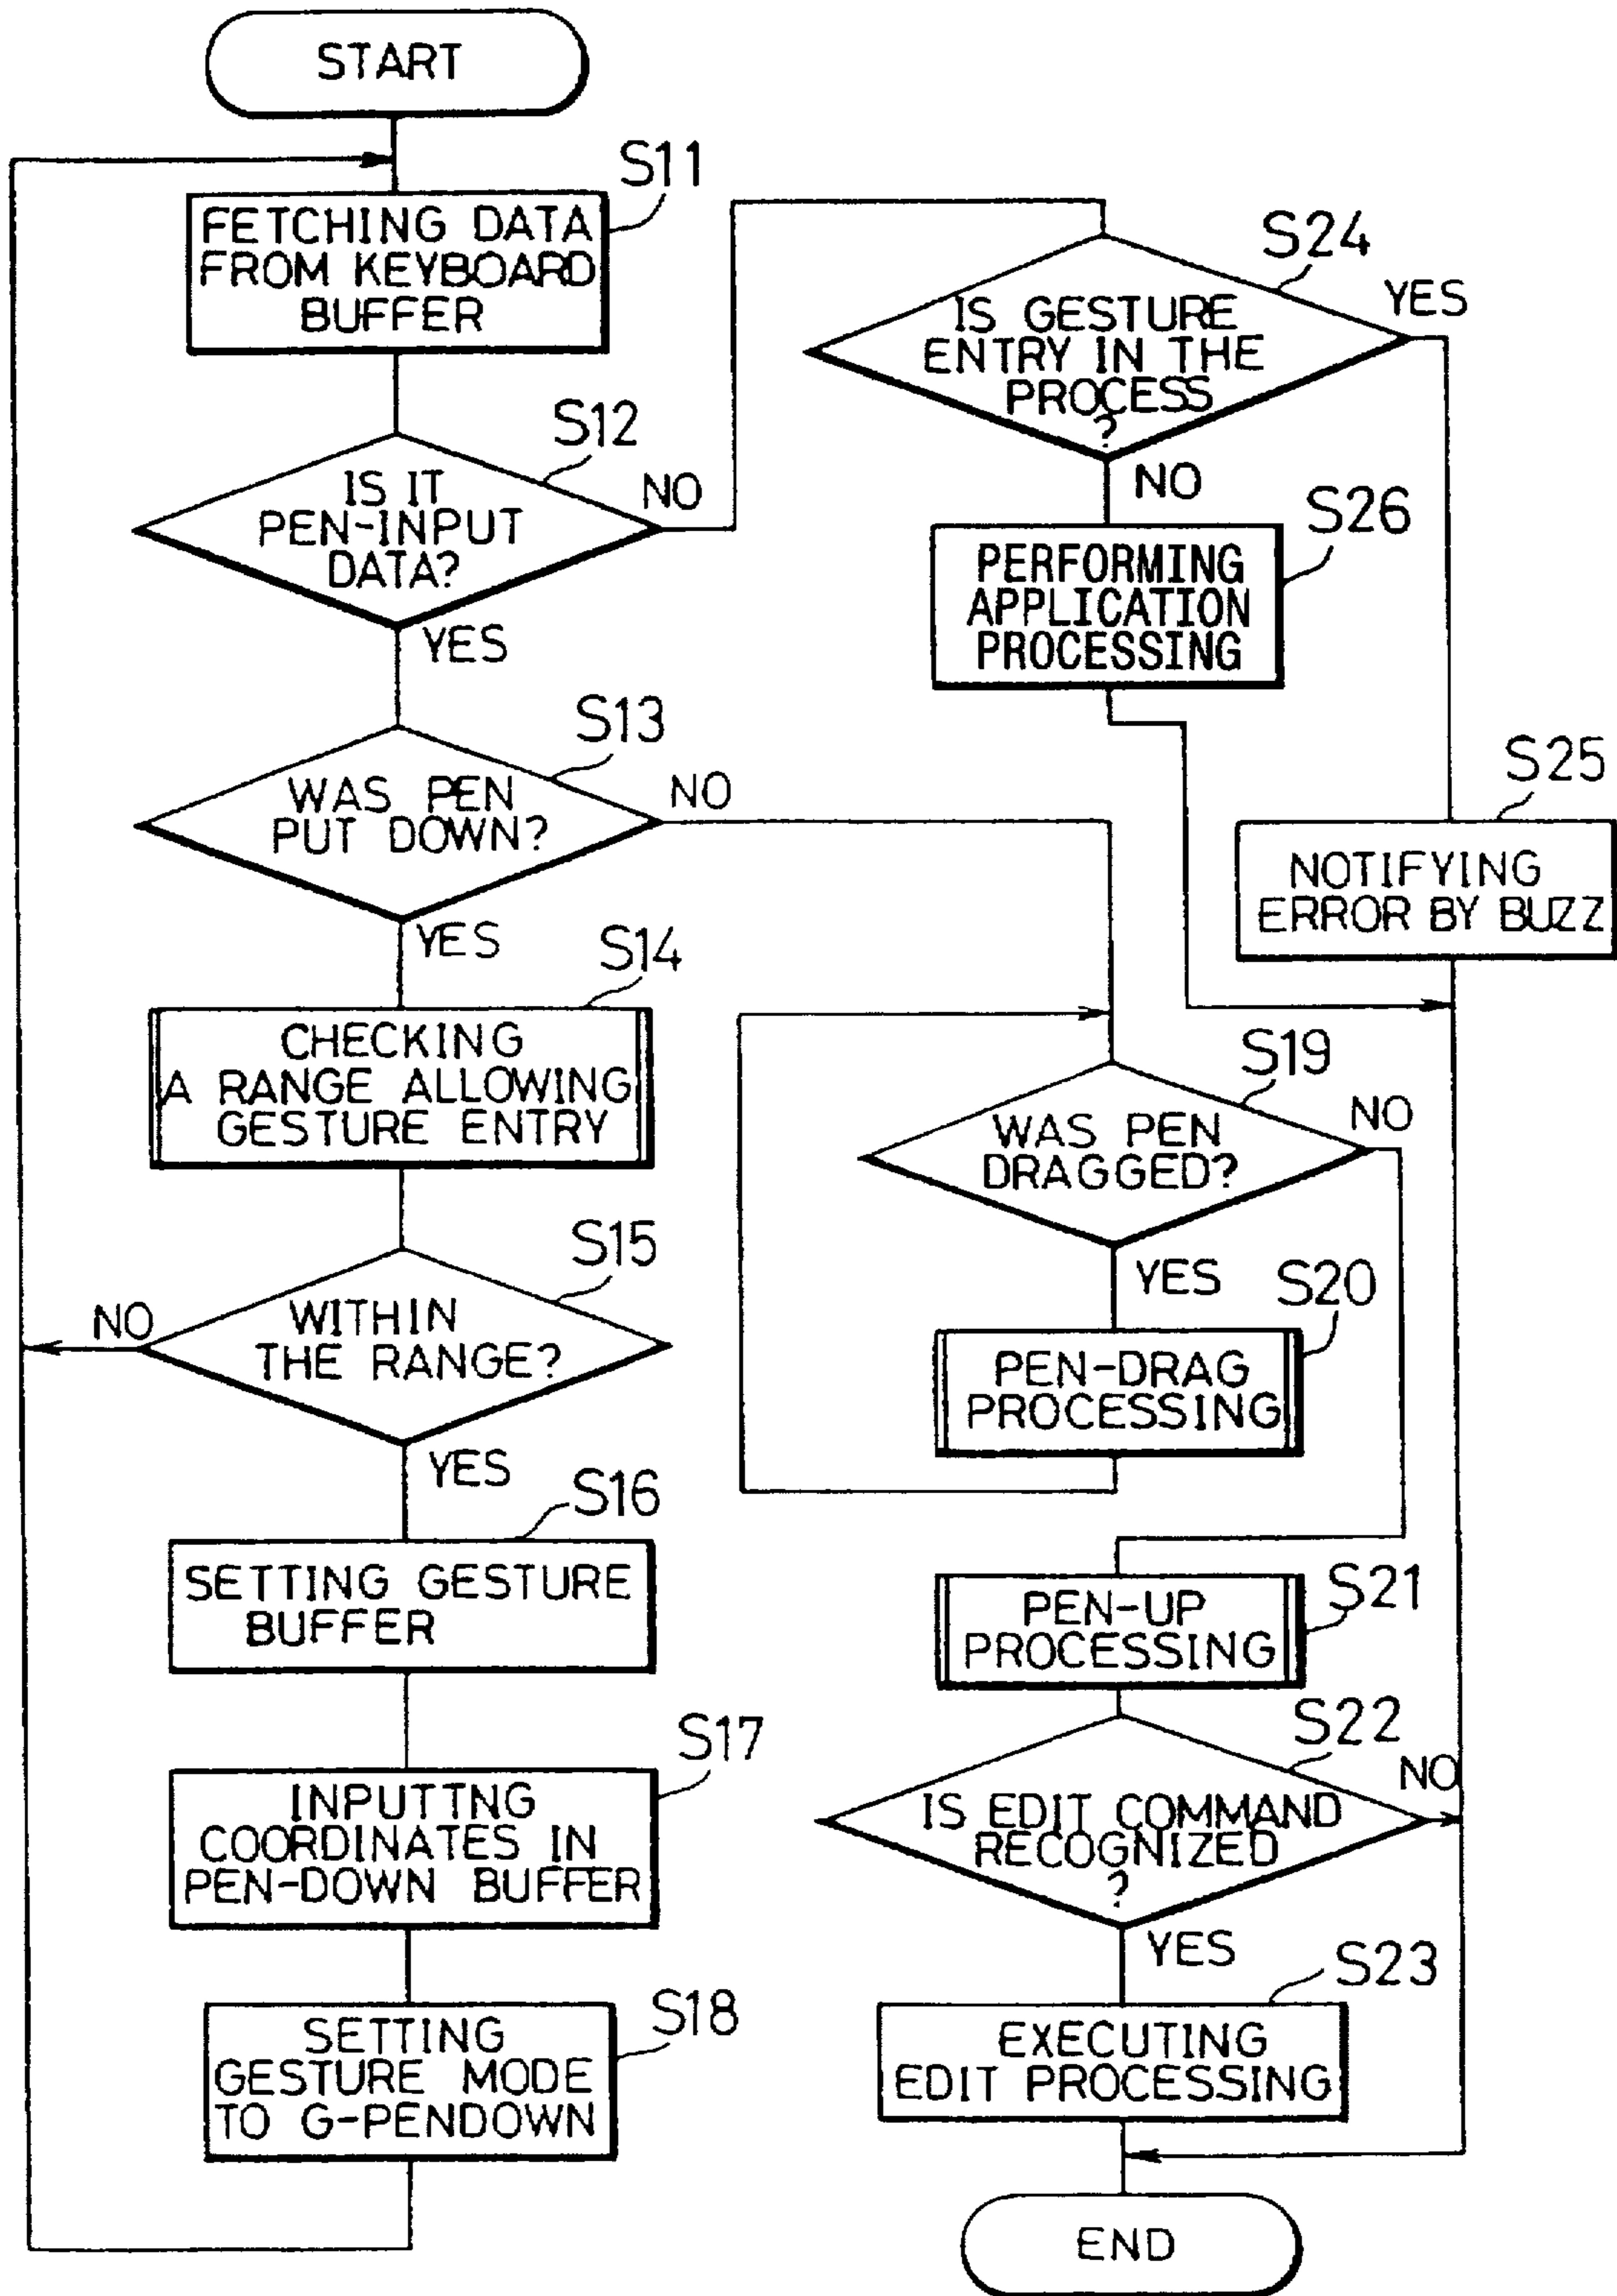 START
S11
FETCHING DATA
FROM KEYBOARD
BUFFER
S12
IS IT
PEN-INPUT
DATA?
NO
YES
S13
WAS PEN
PUT DOWN?
NO
YES
S14
CHECKING
A RANGE ALLOWING
GESTURE ENTRY
S15
WITHIN
THE RANGE?
NO
YES
S16
SETTING GESTURE
BUFFER
S17
INPUTTNG
COORDINATES IN
PEN-DOWN BUFFER
S18
SETTING
GESTURE MODE
TO G-PENDOWN
S24
IS GESTURE
ENTRY IN THE
PROCESS
?
YES
NO
S26
PERFORMING
APPLICATION
PROCESSING
S25
NOTIFYING
ERROR BY BUZZ
S19
WAS PEN
DRAGGED?
NO
YES
S20
PEN-DRAG
PROCESSING
S21
PEN-UP
PROCESSING
S22
IS EDIT COMMAND
RECOGNIZED
?
NO
YES
S23
EXECUTING
EDIT PROCESSING
END